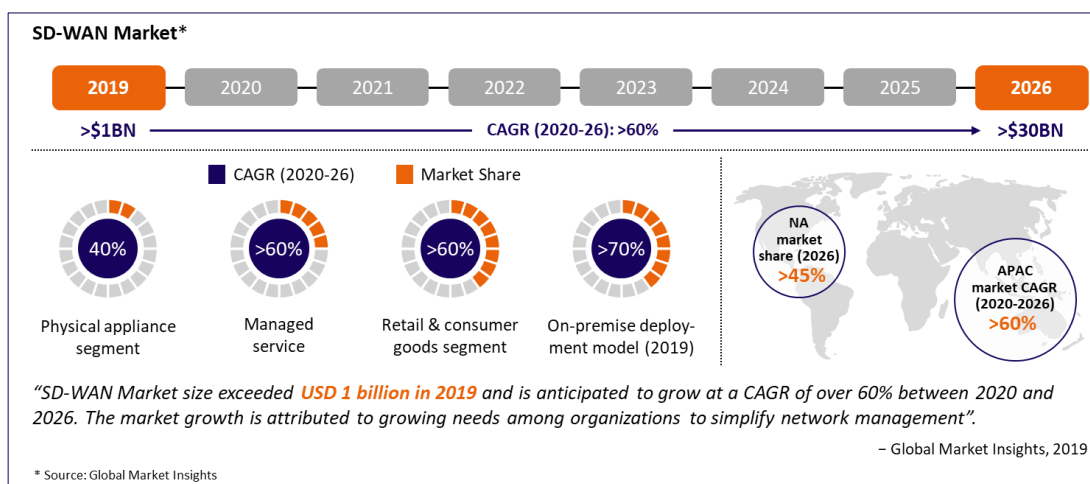 SD-WAN Market*
2019
2020
2021
2022
2023
2024
2025
2026
>$1BN
CAGR (2020-26): >60%
>$30BN
CAGR (2020-26)
Market Share
40%
>60%
>60%
>70%
Physical appliance
segment
Managed
service
Retail & consumer
goods segment
On-premise deploy-
ment model (2019)
NA
market
share (2026)
>45%
APAC
market CAGR
(2020-2026)
>60%
“SD-WAN Market size exceeded USD 1 billion in 2019 and is anticipated to grow at a CAGR of over 60% between 2020 and
2026. The market growth is attributed to growing needs among organizations to simplify network management”.
– Global Market Insights, 2019
* Source: Global Market Insights